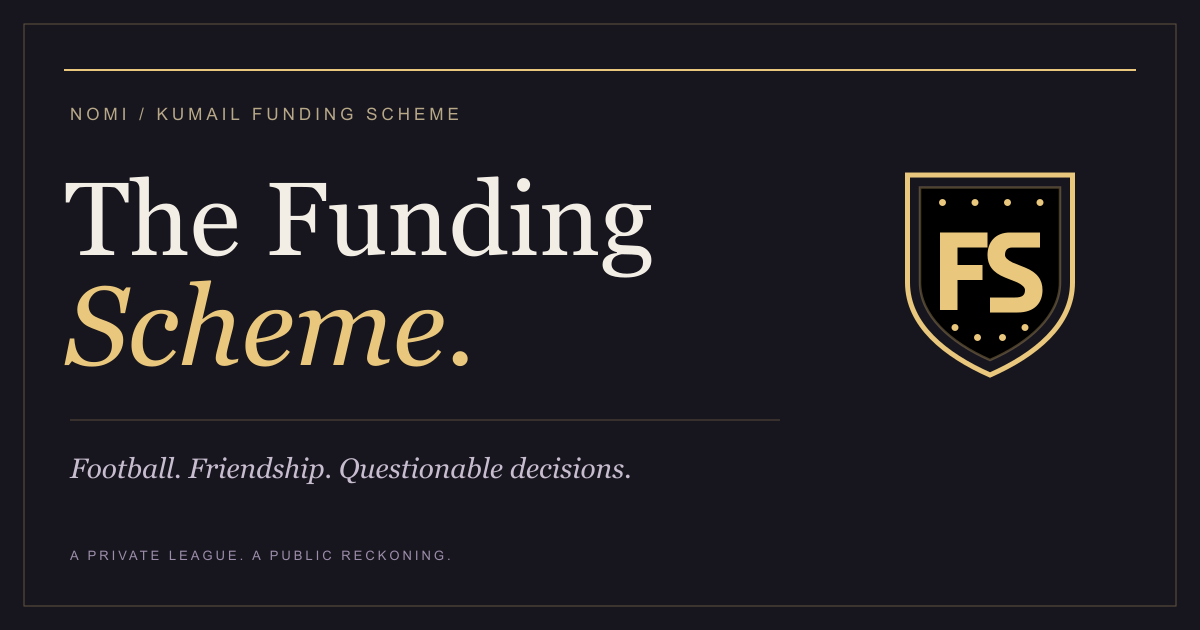 NOMI / KUMAIL FUNDING SCHEME
The Funding
Scheme.
FS
Football. Friendship. Questionable decisions.
A PRIVATE LEAGUE. A PUBLIC RECKONING.